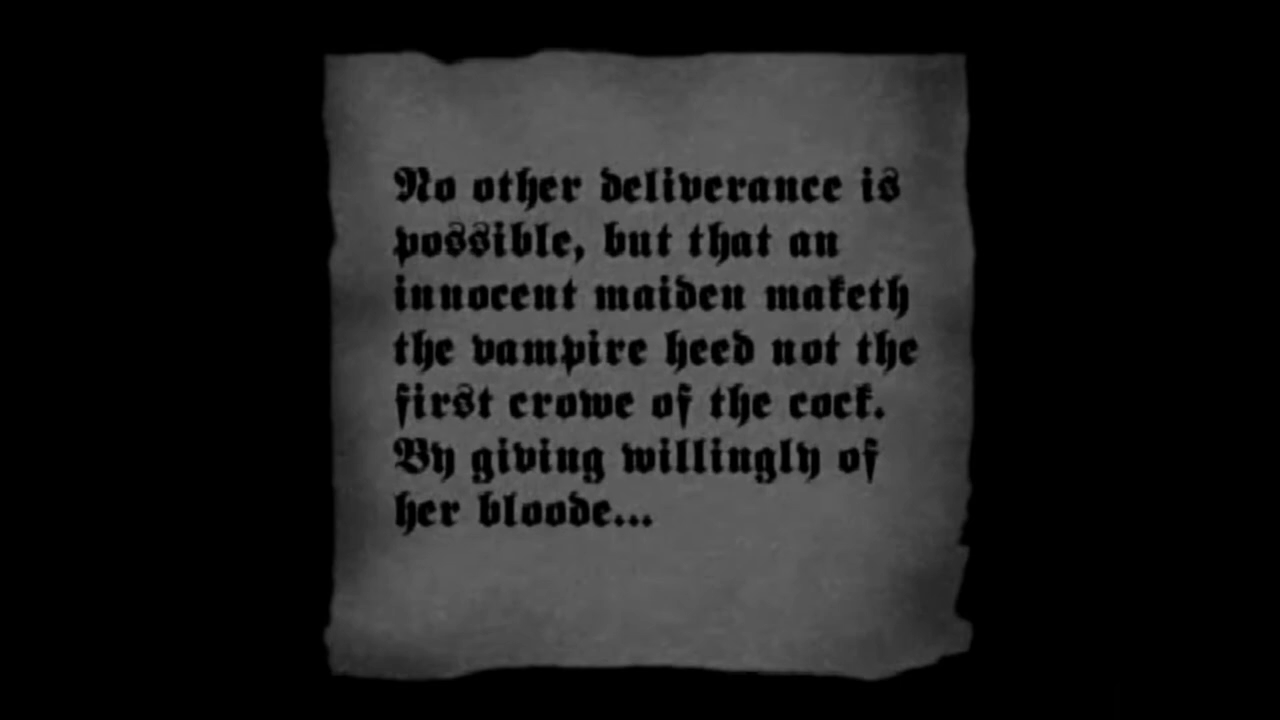 No other deliverance is
possible, but that an
innocent maiden maketh
the vampire heed not the
first crowe of the cock.
By giving willingly of
her bloode...